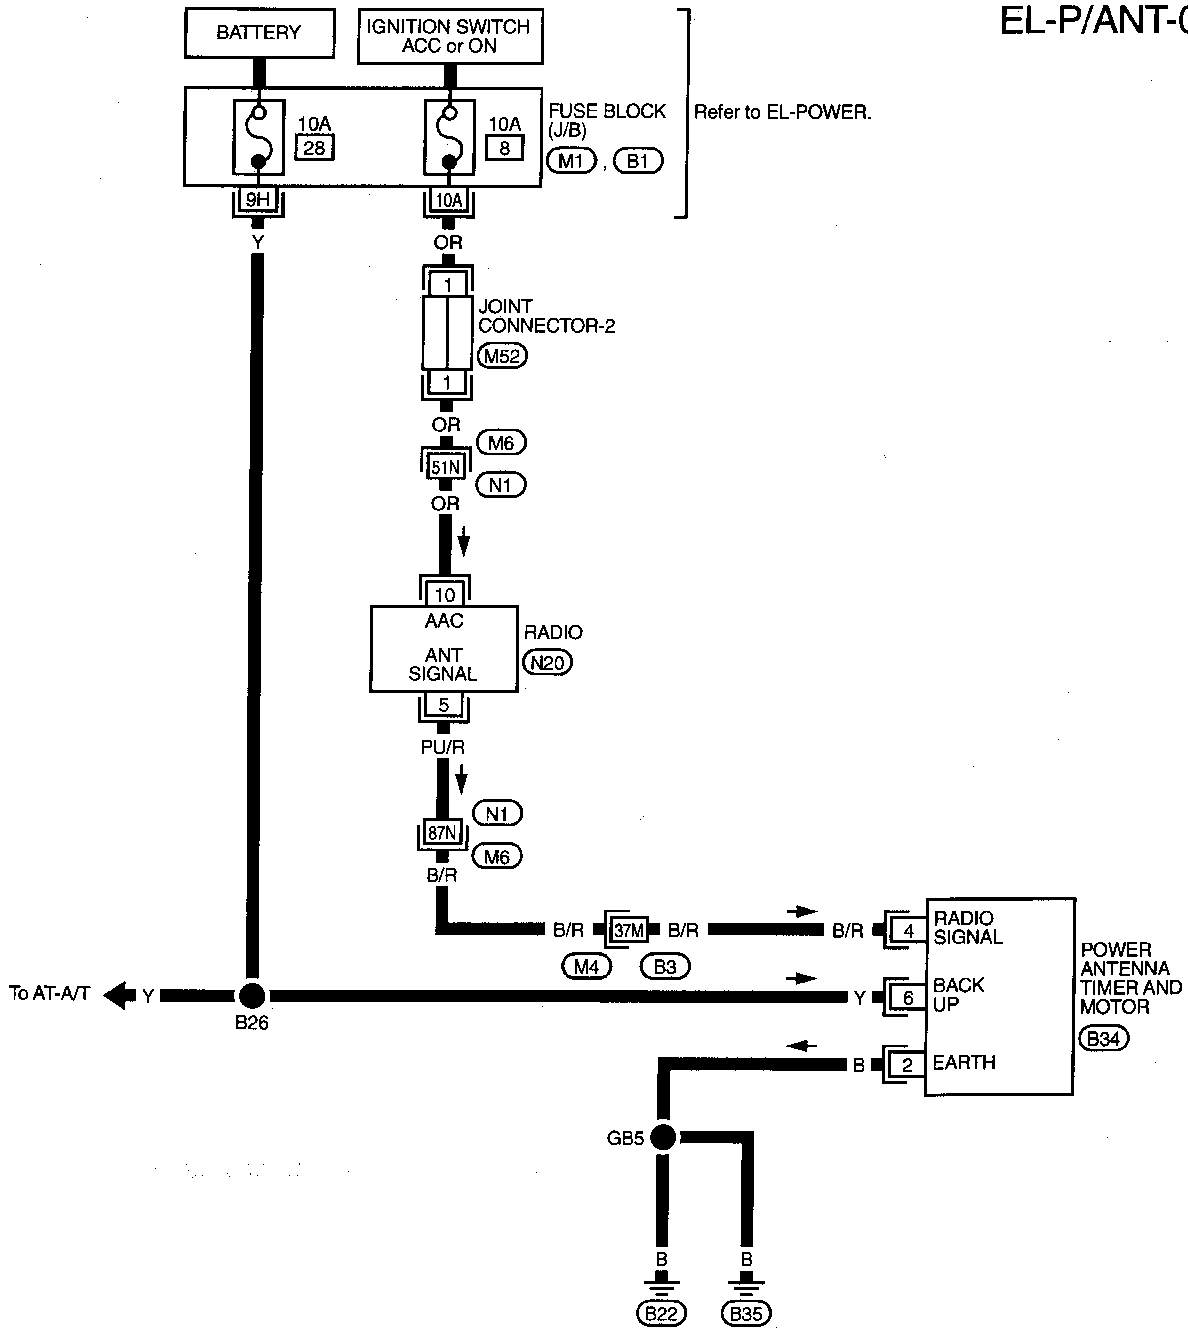 EL-P/ANT-0
BATTERY
IGNITION SWITCH
ACC or ON
10A
28
10A
8
FUSE BLOCK
(J/B)
M1 , B1
Refer to EL-POWER.
9H
10A
Y
OR
1
JOINT
CONNECTOR-2
M52
1
OR
M6
51N
N1
OR
10
AAC
ANT
SIGNAL
RADIO
N20
5
PU/R
N1
87N
M6
B/R
B/R
37M
B/R
B/R
4
RADIO
SIGNAL
M4
B3
To AT-A/T
Y
B26
Y
6
BACK
UP
POWER
ANTENNA
TIMER AND
MOTOR
B34
B
2
EARTH
GB5
B
B
B22
B35